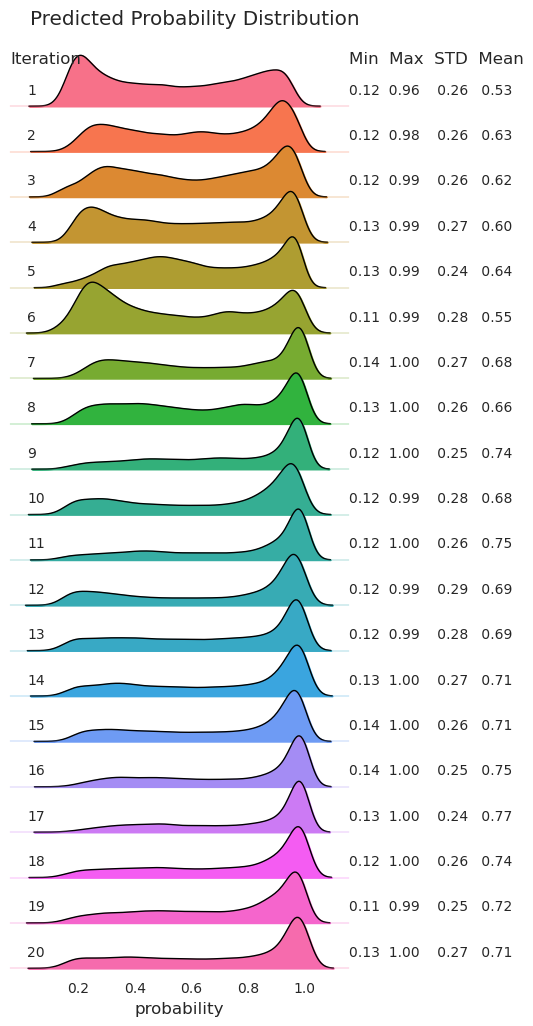 Predicted Probability Distribution
Iteration Min Max STD Mean
1 0.12 0.96 0.26 0.53
2 0.12 0.98 0.26 0.63
3 0.12 0.99 0.26 0.62
4 0.13 0.99 0.27 0.60
5 0.13 0.99 0.24 0.64
6 0.11 0.99 0.28 0.55
7 0.14 1.00 0.27 0.68
8 0.13 1.00 0.26 0.66
9 0.12 1.00 0.25 0.74
10 0.12 0.99 0.28 0.68
11 0.12 1.00 0.26 0.75
12 0.12 0.99 0.29 0.69
13 0.12 0.99 0.28 0.69
14 0.13 1.00 0.27 0.71
15 0.14 1.00 0.26 0.71
16 0.14 1.00 0.25 0.75
17 0.13 1.00 0.24 0.77
18 0.12 1.00 0.26 0.74
19 0.11 0.99 0.25 0.72
20 0.13 1.00 0.27 0.71
0.2 0.4 0.6 0.8 1.0
probability